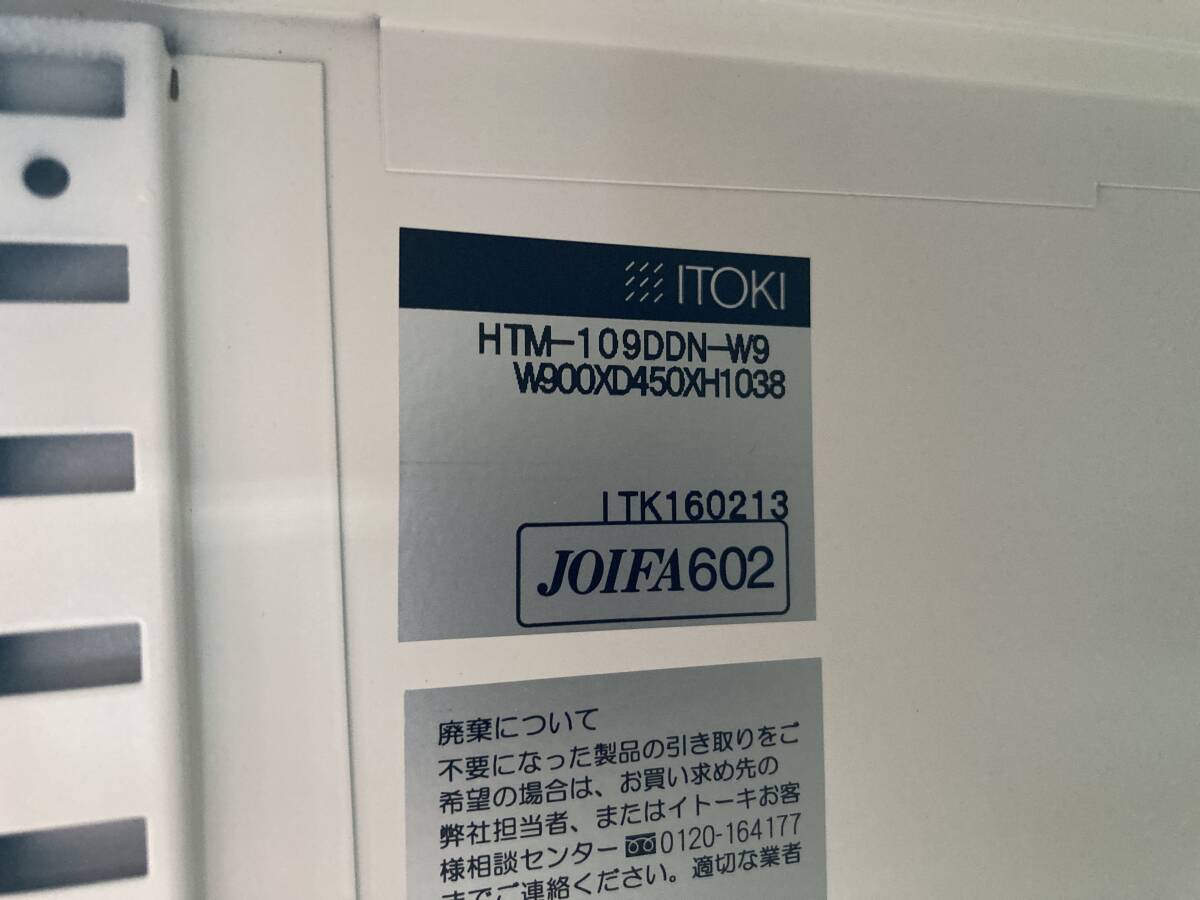 ITOKI
HTM-109DDN-W9
W900XD450XH1038
ITK160213
JOIFA602
廃棄について
不要になった製品の引き取りをご
希望の場合は、お買い求め先の
弊社担当者、またはイトーキお客
様相談センター 0120-164177
までご連絡ください。適切な業者